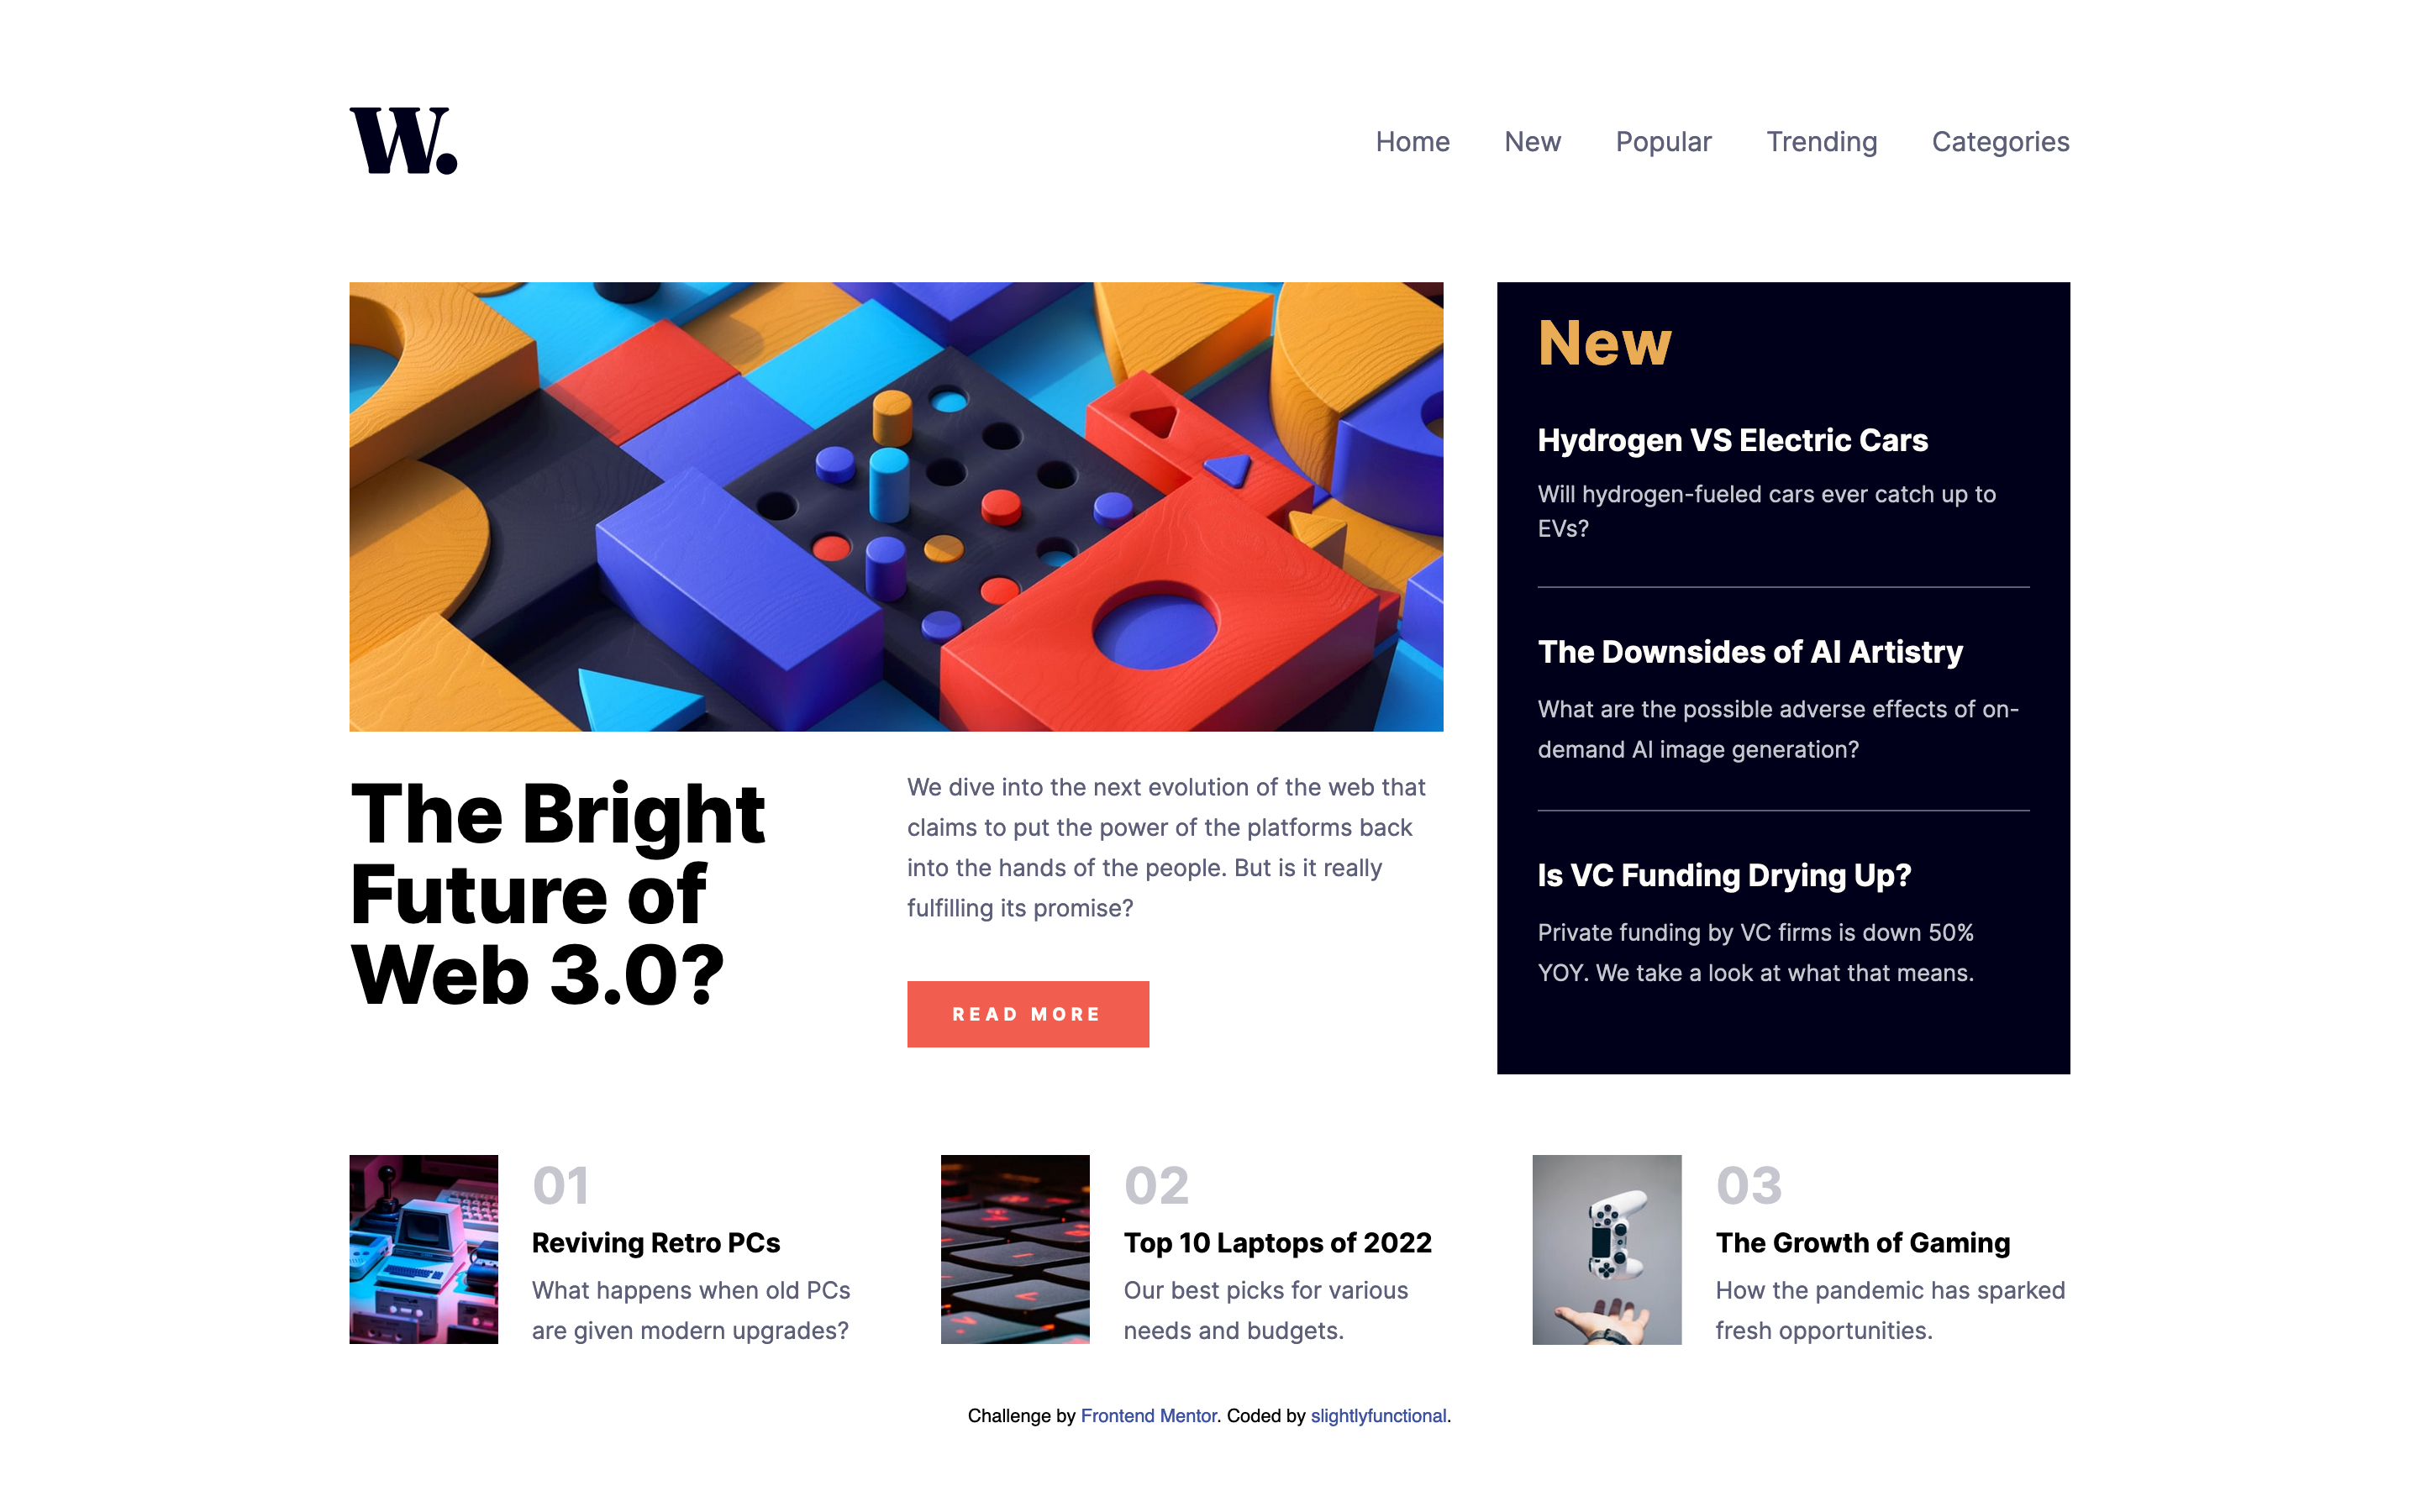 W.
Home New Popular Trending Categories
The Bright
Future of
Web 3.0?
We dive into the next evolution of the web that
claims to put the power of the platforms back
into the hands of the people. But is it really
fulfilling its promise?
READ MORE
New
Hydrogen VS Electric Cars
Will hydrogen-fueled cars ever catch up to
EVs?
The Downsides of AI Artistry
What are the possible adverse effects of on-
demand AI image generation?
Is VC Funding Drying Up?
Private funding by VC firms is down 50%
YOY. We take a look at what that means.
01
Reviving Retro PCs
What happens when old PCs
are given modern upgrades?
02
Top 10 Laptops of 2022
Our best picks for various
needs and budgets.
03
The Growth of Gaming
How the pandemic has sparked
fresh opportunities.
Challenge by Frontend Mentor. Coded by slightlyfunctional.